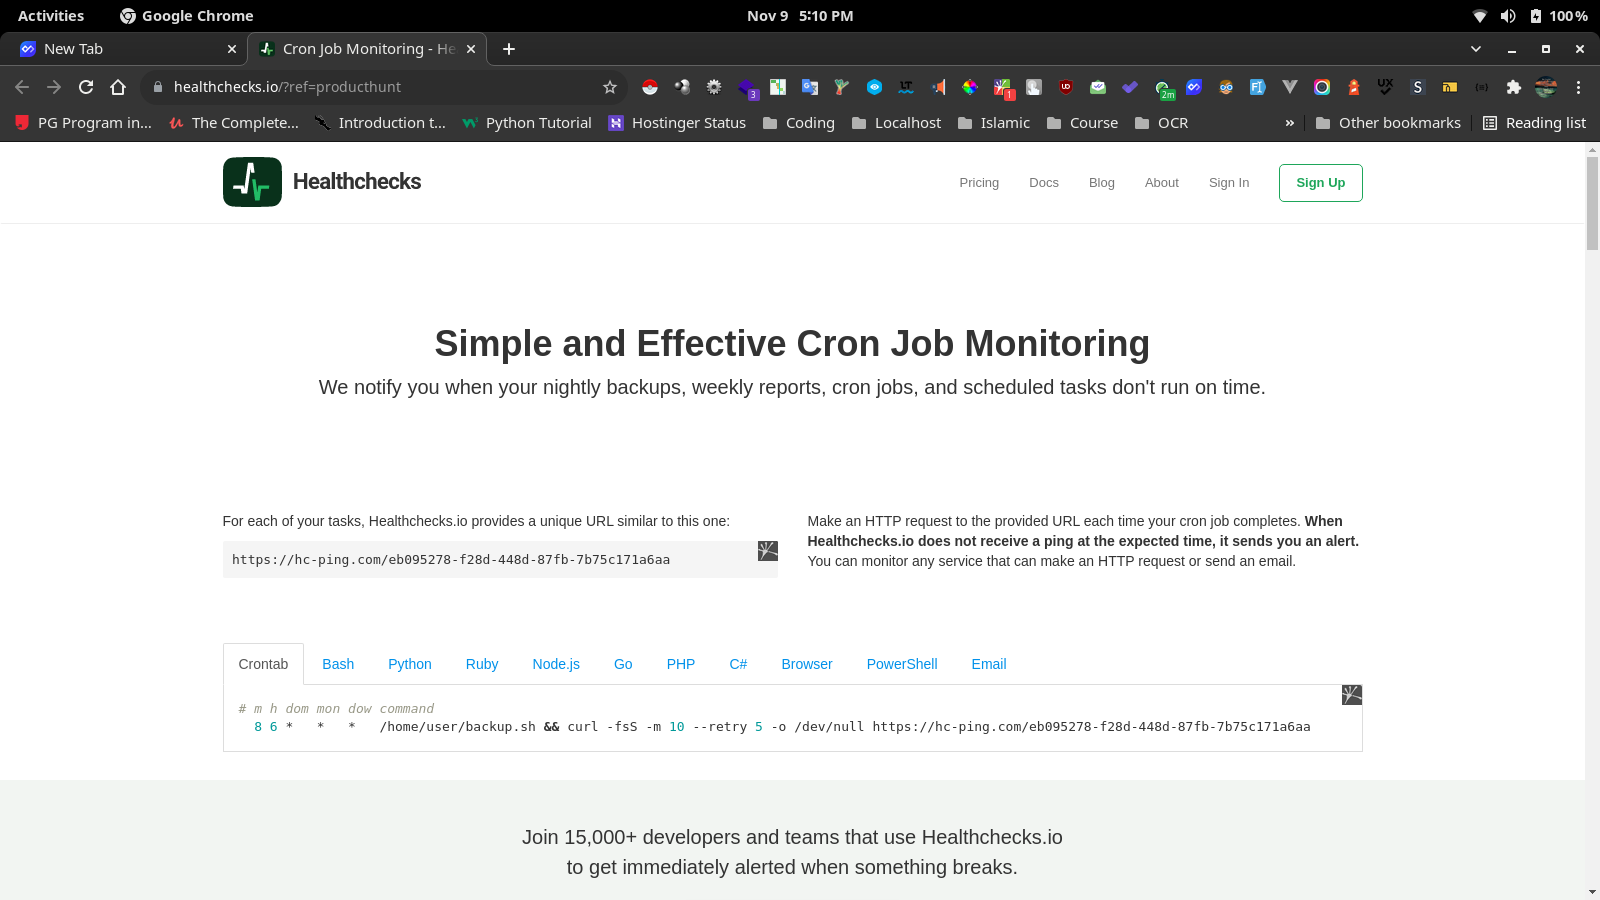 Activities
Google Chrome
Nov 9 5:10 PM
100%
New Tab
Cron Job Monitoring - He
healthchecks.io/?ref=producthunt
3
1
2m
PG Program in...
The Complete...
Introduction t...
Python Tutorial
Hostinger Status
Coding
Localhost
Islamic
Course
OCR
»
Other bookmarks
Reading list
Healthchecks
Pricing
Docs
Blog
About
Sign In
Sign Up
Simple and Effective Cron Job Monitoring
We notify you when your nightly backups, weekly reports, cron jobs, and scheduled tasks don't run on time.
For each of your tasks, Healthchecks.io provides a unique URL similar to this one:
https://hc-ping.com/eb095278-f28d-448d-87fb-7b75c171a6aa
Make an HTTP request to the provided URL each time your cron job completes. When
Healthchecks.io does not receive a ping at the expected time, it sends you an alert.
You can monitor any service that can make an HTTP request or send an email.
Crontab
Bash
Python
Ruby
Node.js
Go
PHP
C#
Browser
PowerShell
Email
# m h dom mon dow command
8 6 * * * /home/user/backup.sh && curl -fsS -m 10 --retry 5 -o /dev/null https://hc-ping.com/eb095278-f28d-448d-87fb-7b75c171a6aa
Join 15,000+ developers and teams that use Healthchecks.io
to get immediately alerted when something breaks.